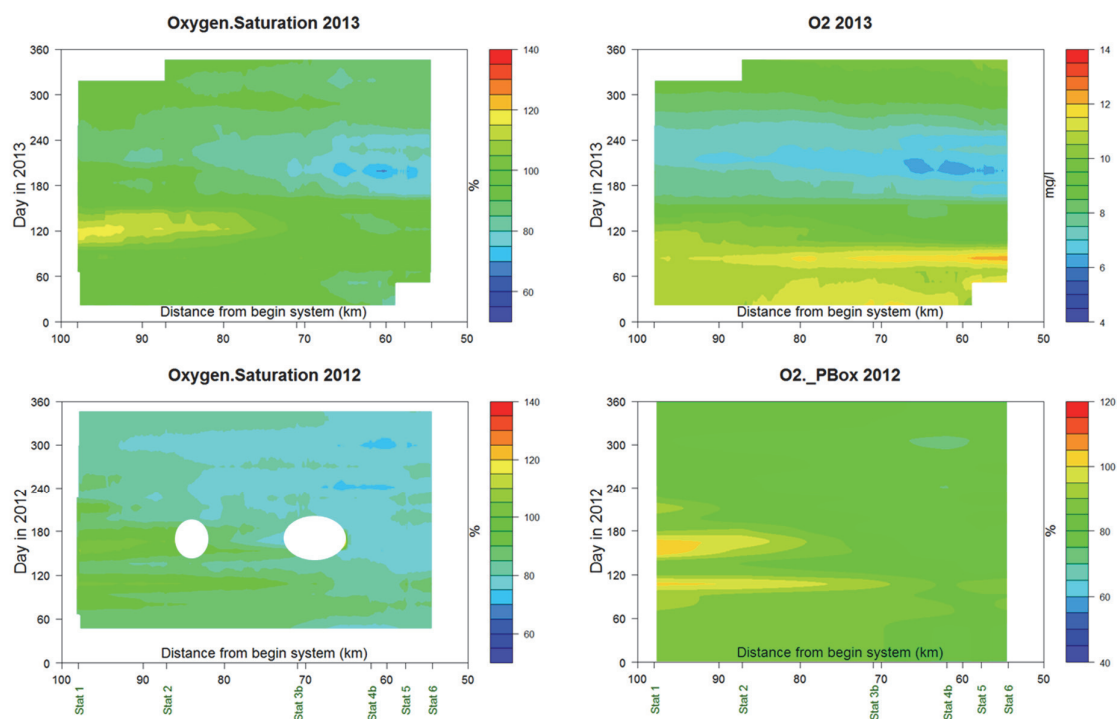 Oxygen.Saturation 2013
360
300
240
180
120
60
0
Day in 2013
Distance from begin system (km)
100 90 80 70 60 50
140
120
100
80
60
%
O2 2013
360
300
240
180
120
60
0
Day in 2013
Distance from begin system (km)
100 90 80 70 60 50
14
12
10
8
6
4
mg/l
Oxygen.Saturation 2012
360
300
240
180
120
60
0
Day in 2012
Distance from begin system (km)
100 90 80 70 60 50
Stat 1 Stat 2 Stat 3b Stat 4b Stat 5 Stat 6
140
120
100
80
60
%
O2._PBox 2012
360
300
240
180
120
60
0
Day in 2012
Distance from begin system (km)
100 90 80 70 60 50
Stat 1 Stat 2 Stat 3b Stat 4b Stat 5 Stat 6
120
100
80
60
40
%